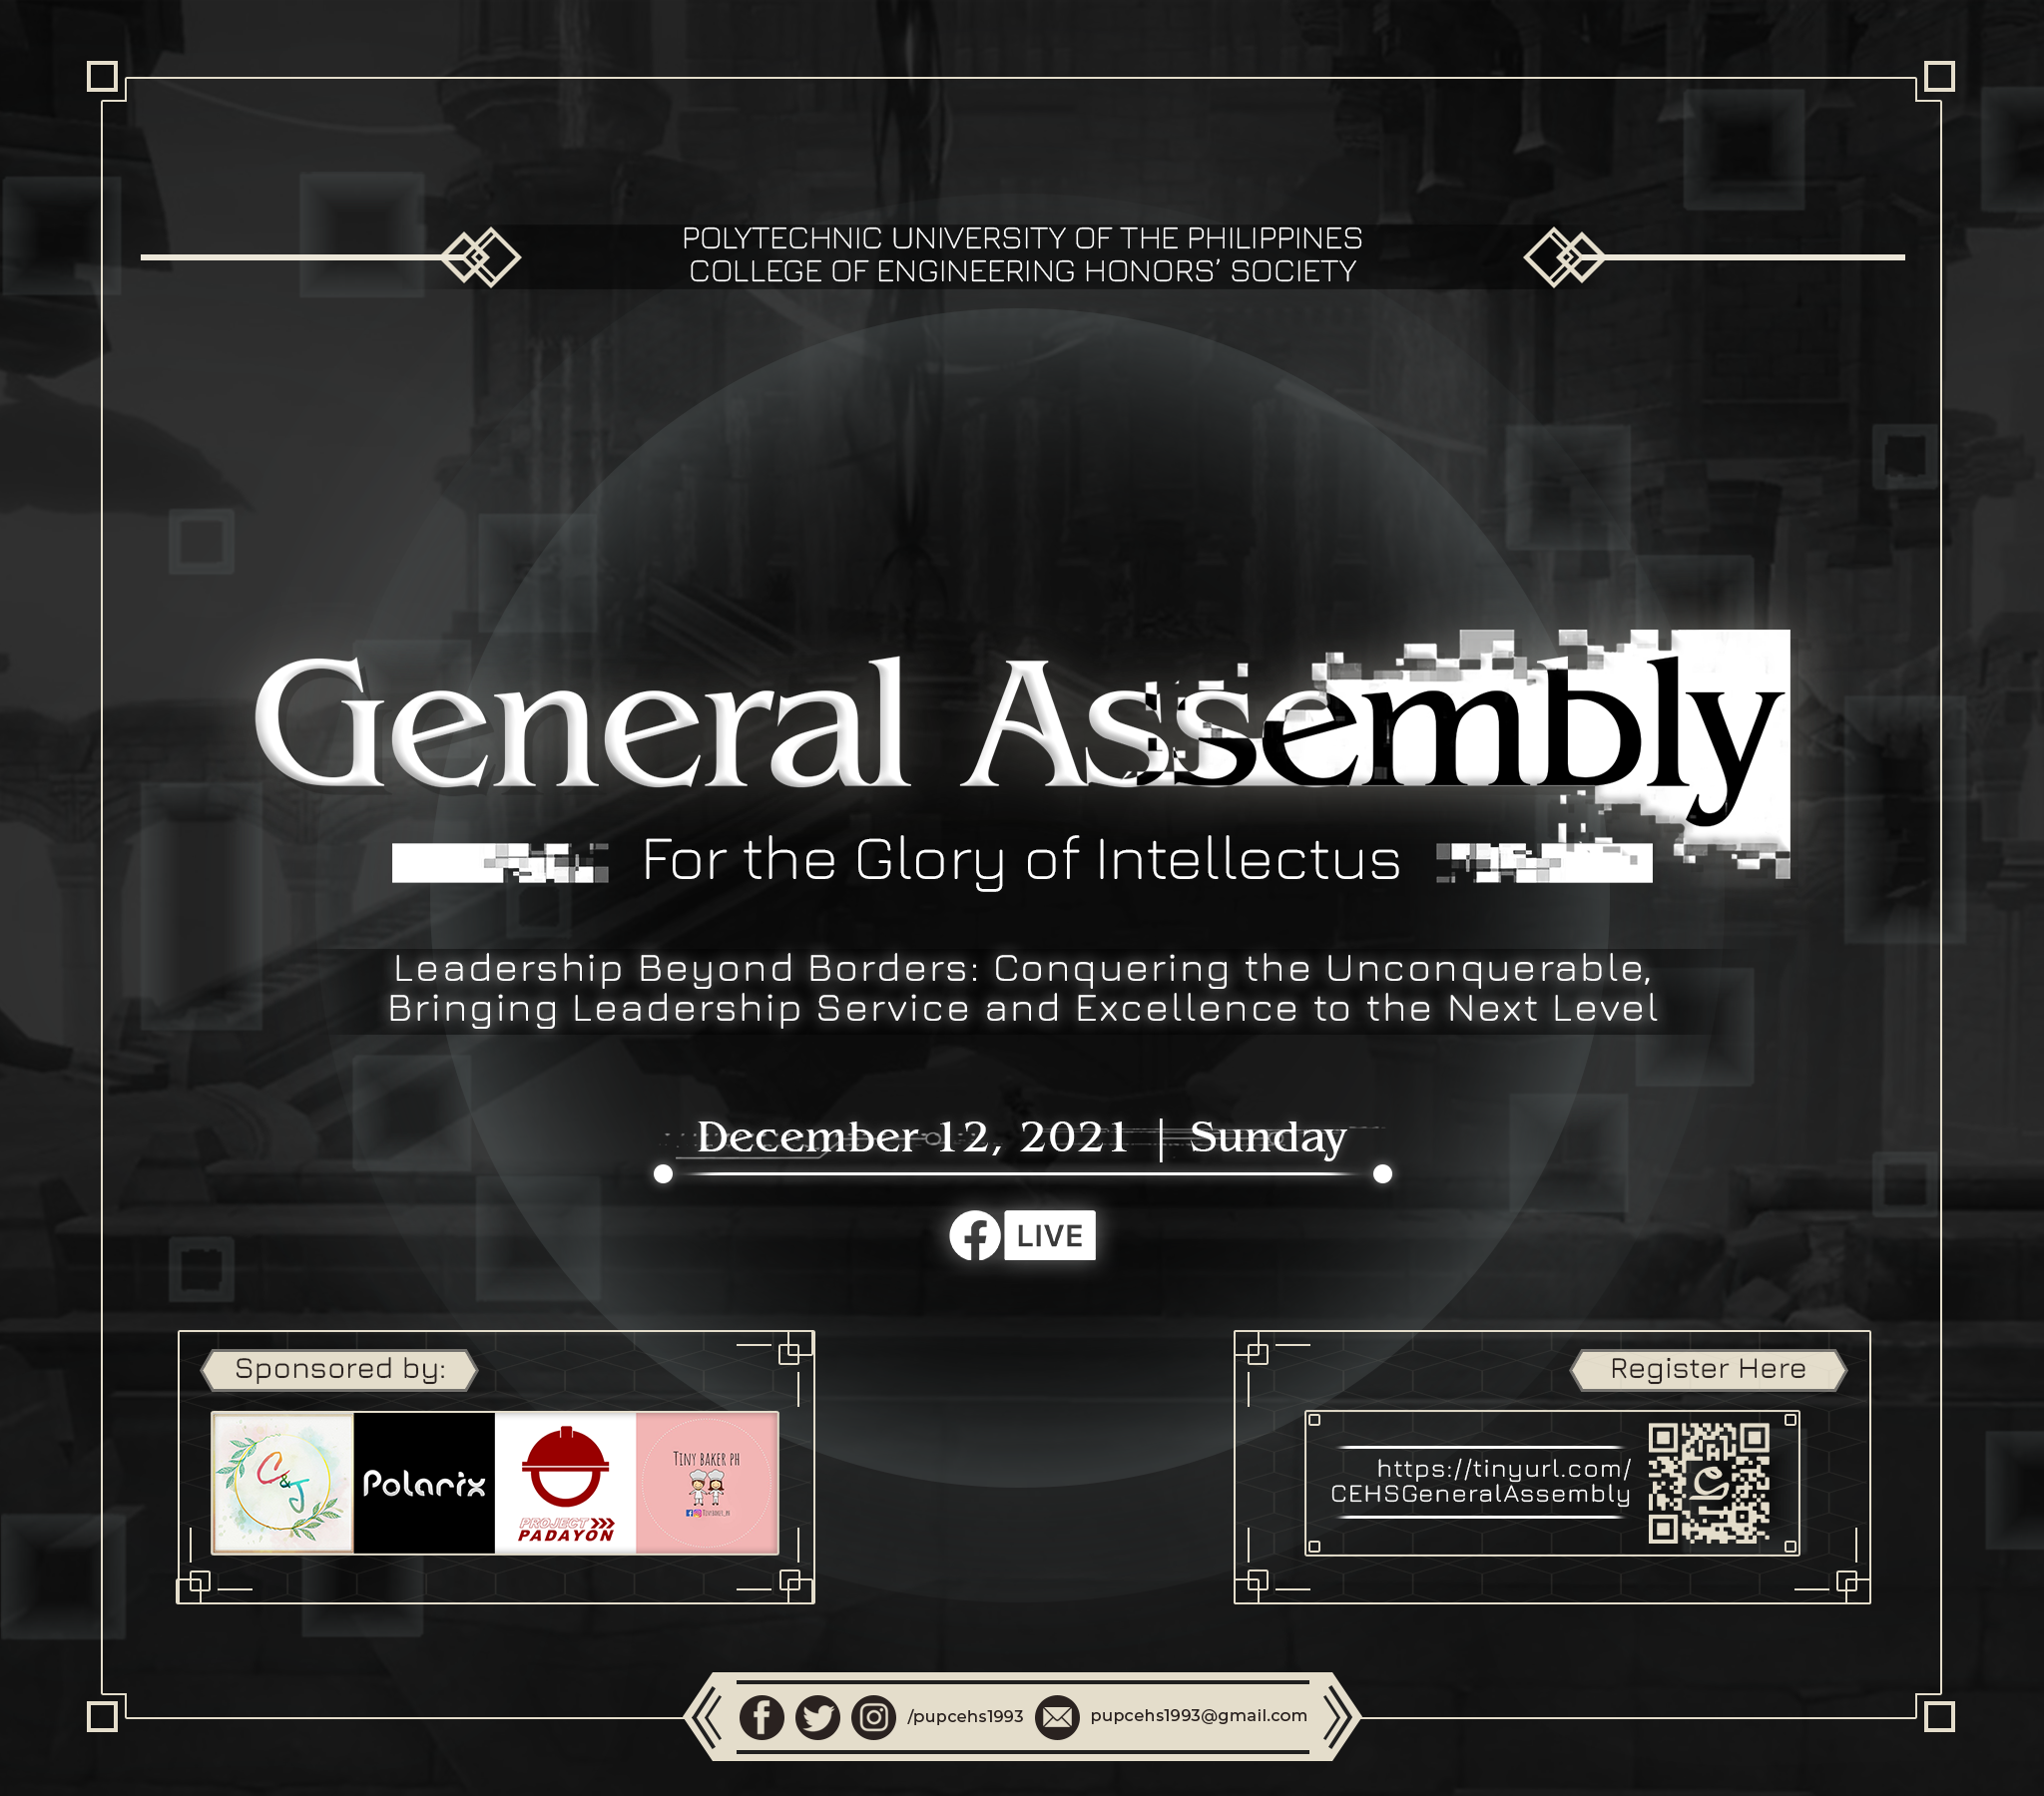 POLYTECHNIC UNIVERSITY OF THE PHILIPPINES
COLLEGE OF ENGINEERING HONORS' SOCIETY
General Assembly
For the Glory of Intellectus
Leadership Beyond Borders: Conquering the Unconquerable,
Bringing Leadership Service and Excellence to the Next Level
December 12, 2021 | Sunday
LIVE
Sponsored by:
C&J
Polarix
PROJECT
PADAYON
TINY BAKER PH
Register Here
https://tinyurl.com/
CEHSGeneralAssembly
/pupcehs1993
pupcehs1993@gmail.com